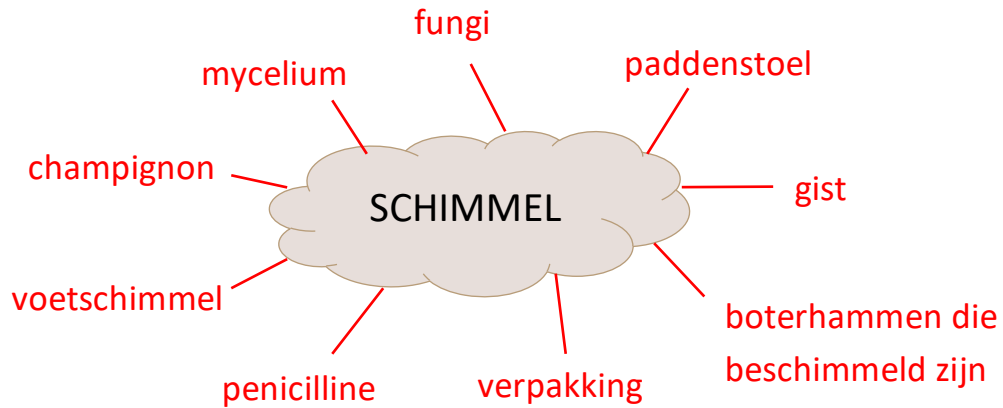 fungi
mycelium
paddenstoel
champignon
SCHIMMEL
gist
voetschimmel
boterhammen die
beschimmeld zijn
penicilline
verpakking